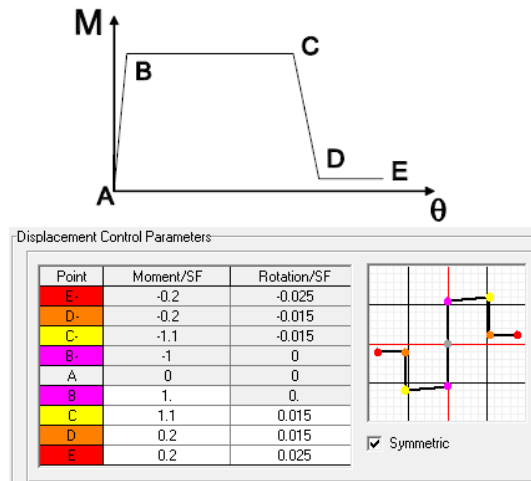 M
B
C
D
E
A
θ
Displacement Control Parameters
Point Moment/SF Rotation/SF
E- -0.2 -0.025
D- -0.2 -0.015
C- -1.1 -0.015
B- -1 0
A 0 0
B 1. 0.
C 1.1 0.015
D 0.2 0.015
E 0.2 0.025
Symmetric